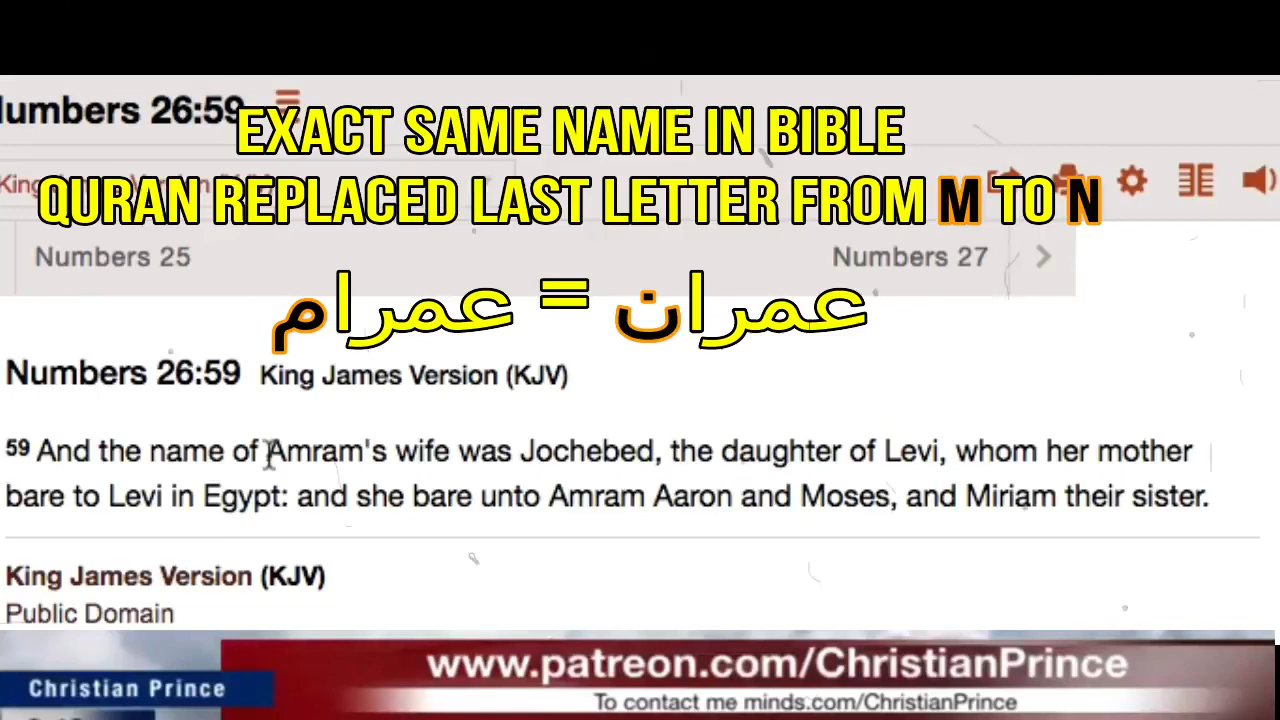 Numbers 26:59
EXACT SAME NAME IN BIBLE
QURAN REPLACED LAST LETTER FROM M TO N
Numbers 25
Numbers 27
عمران = عمرام
Numbers 26:59 King James Version (KJV)
59 And the name of Amram's wife was Jochebed, the daughter of Levi, whom her mother
bare to Levi in Egypt: and she bare unto Amram Aaron and Moses, and Miriam their sister.
King James Version (KJV)
Public Domain
www.patreon.com/ChristianPrince
Christian Prince
To contact me minds.com/ChristianPrince